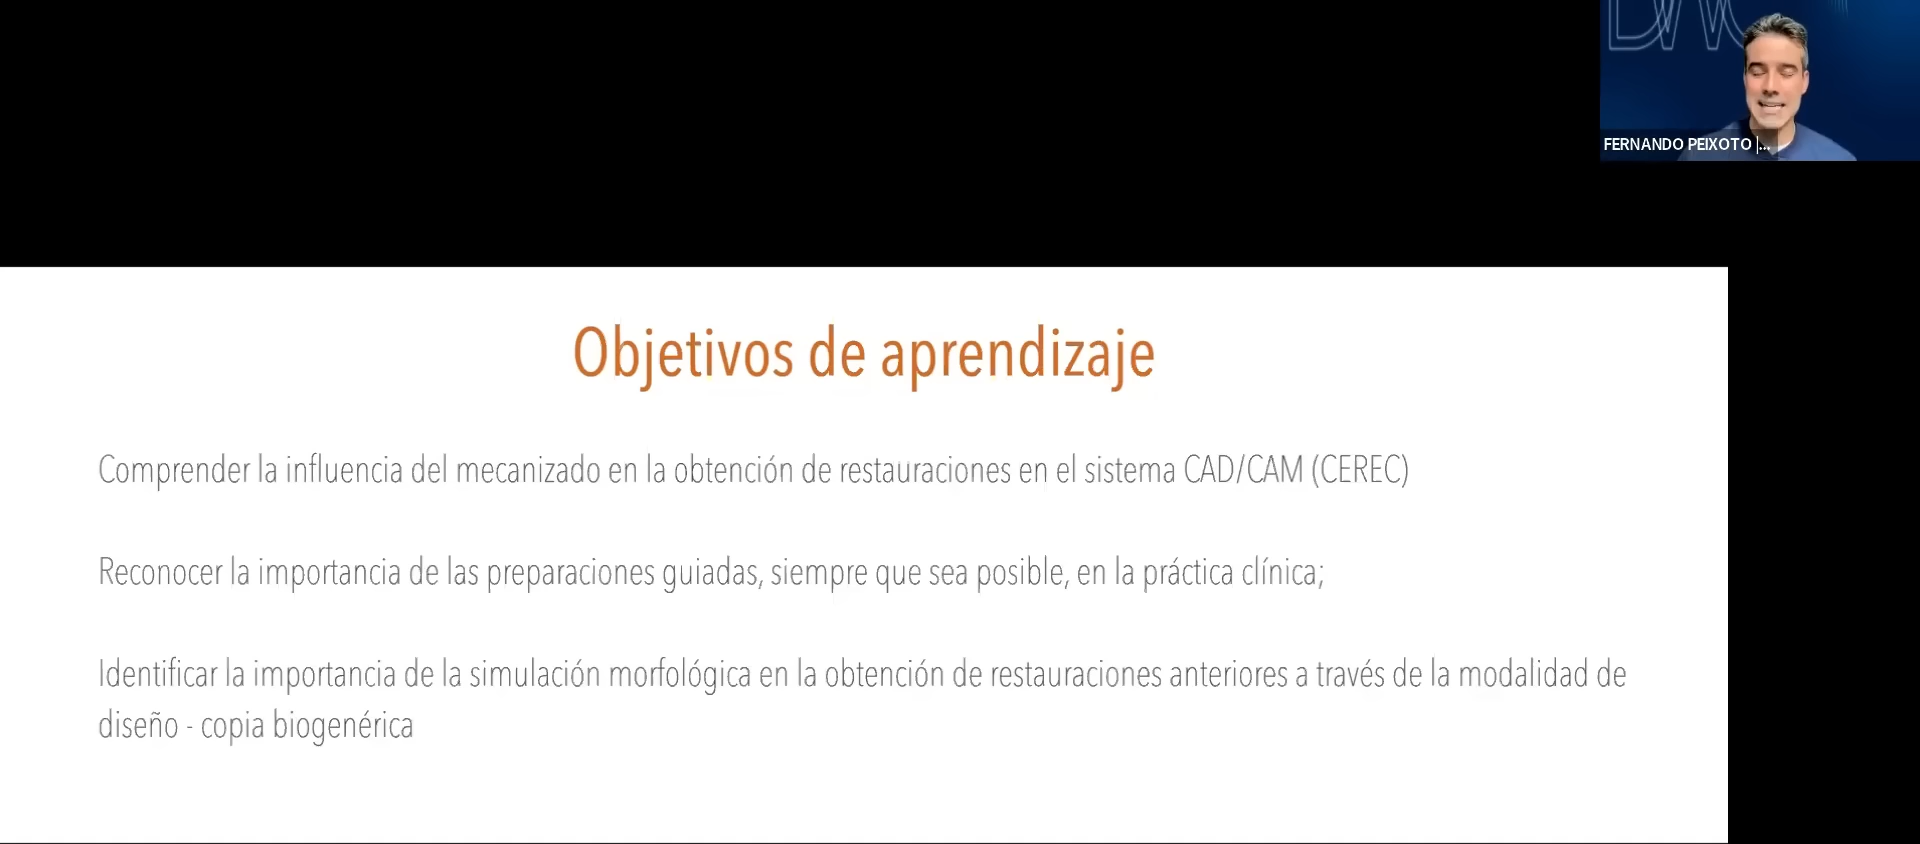 FERNANDO PEIXOTO |...
Objetivos de aprendizaje
Comprender la influencia del mecanizado en la obtención de restauraciones en el sistema CAD/CAM (CEREC)
Reconocer la importancia de las preparaciones guiadas, siempre que sea posible, en la práctica clínica;
Identificar la importancia de la simulación morfológica en la obtención de restauraciones anteriores a través de la modalidad de
diseño - copia biogenérica